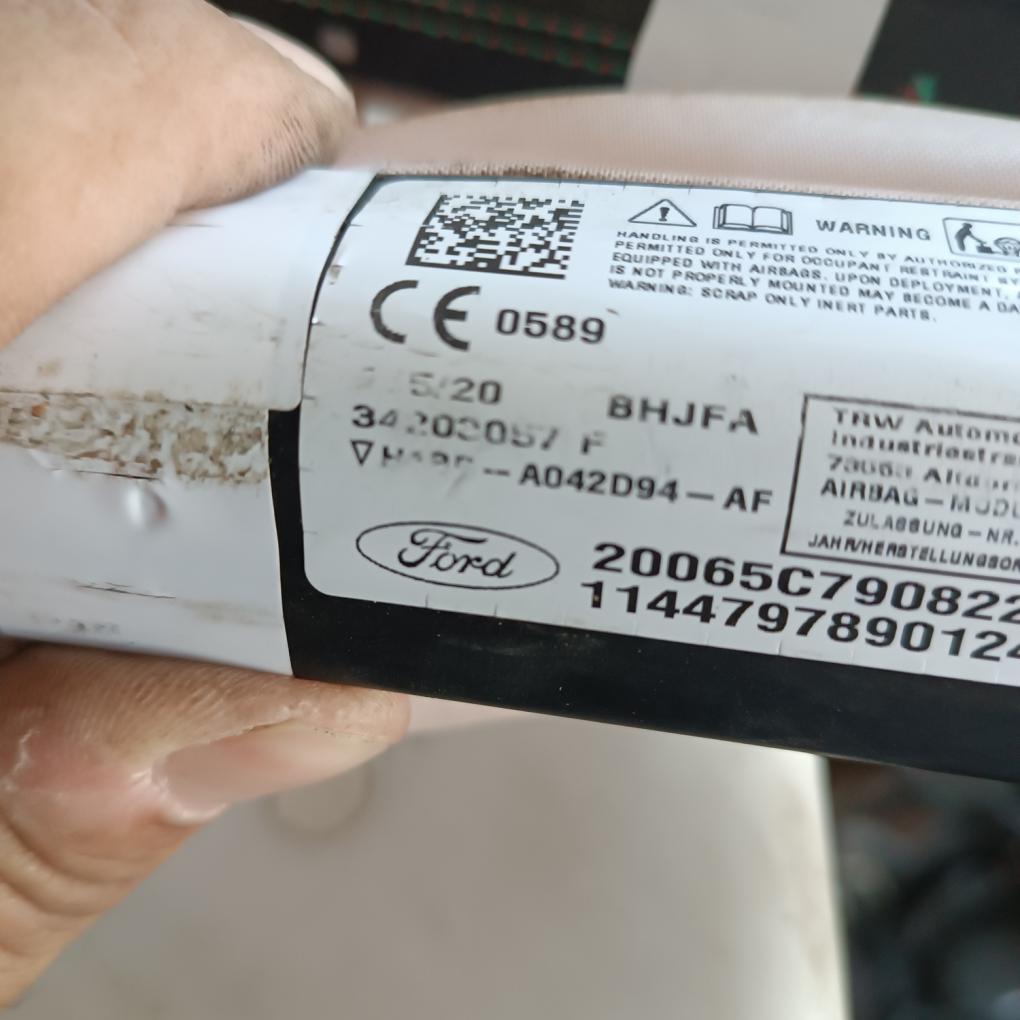 WARNING
HANDLING IS PERMITTED ONLY BY AUTHORIZED
PERMITTED ONLY FOR OCCUPANT RESTRAINT
EQUIPPED WITH AIRBAGS. UPON DEPLOYMENT,
IS NOT PROPERLY MOUNTED MAY BECOME A
WARNING: SCRAP ONLY INERT PARTS.
CE 0589
5/20 8HJFA
A042D94-AF
TRW
AIRBAG-
ZULASSUNG-NR.
Ford
20065C790822
1144797890124